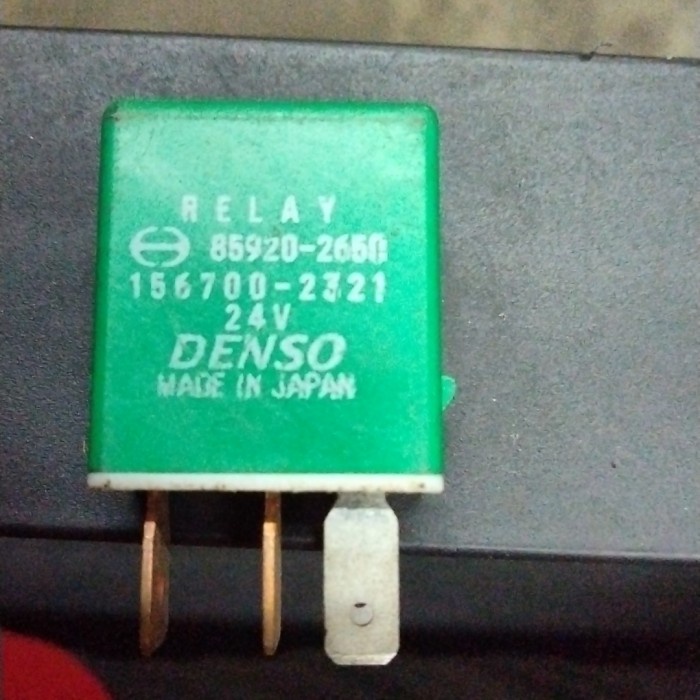 RELAY
85920-2650
156700-2321
24V
DENSO
MADE IN JAPAN